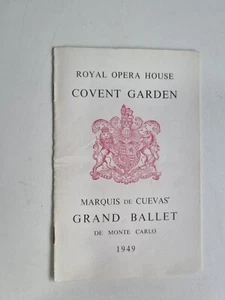 ROYAL OPERA HOUSE
COVENT GARDEN
MARQUIS DE CUEVAS'
GRAND BALLET
DE MONTE CARLO
1949